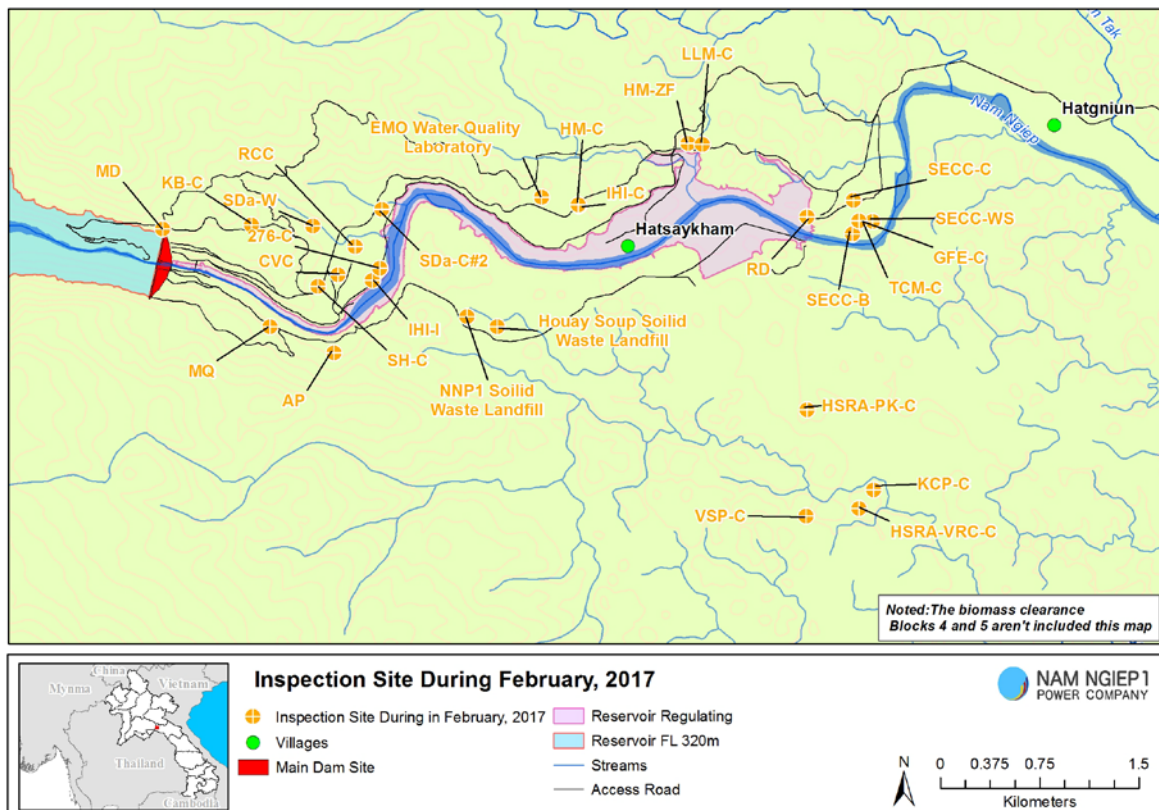 LLM-C
HM-ZF
Hatgniun
EMO Water Quality
Laboratory
HM-C
Nam Ngiep
n Tak
RCC
MD
KB-C
SDa-W
276-C
CVC
IHI-C
SECC-C
SECC-WS
GFE-C
TCM-C
SECC-B
RD
Hatsaykham
SDa-C#2
IHI-I
SH-C
MQ
AP
Houay Soup Soilid
Waste Landfill
NNP1 Soilid
Waste Landfill
HSRA-PK-C
KCP-C
VSP-C
HSRA-VRC-C
Noted:The biomass clearance
Blocks 4 and 5 aren't included this map
China
Mynma
Vietnam
Thailand
Cambodia
Inspection Site During February, 2017
Inspection Site During in February, 2017
Villages
Main Dam Site
Reservoir Regulating
Reservoir FL 320m
Streams
Access Road
NAM NGIEP1
POWER COMPANY
N
0 0.375 0.75 1.5
Kilometers